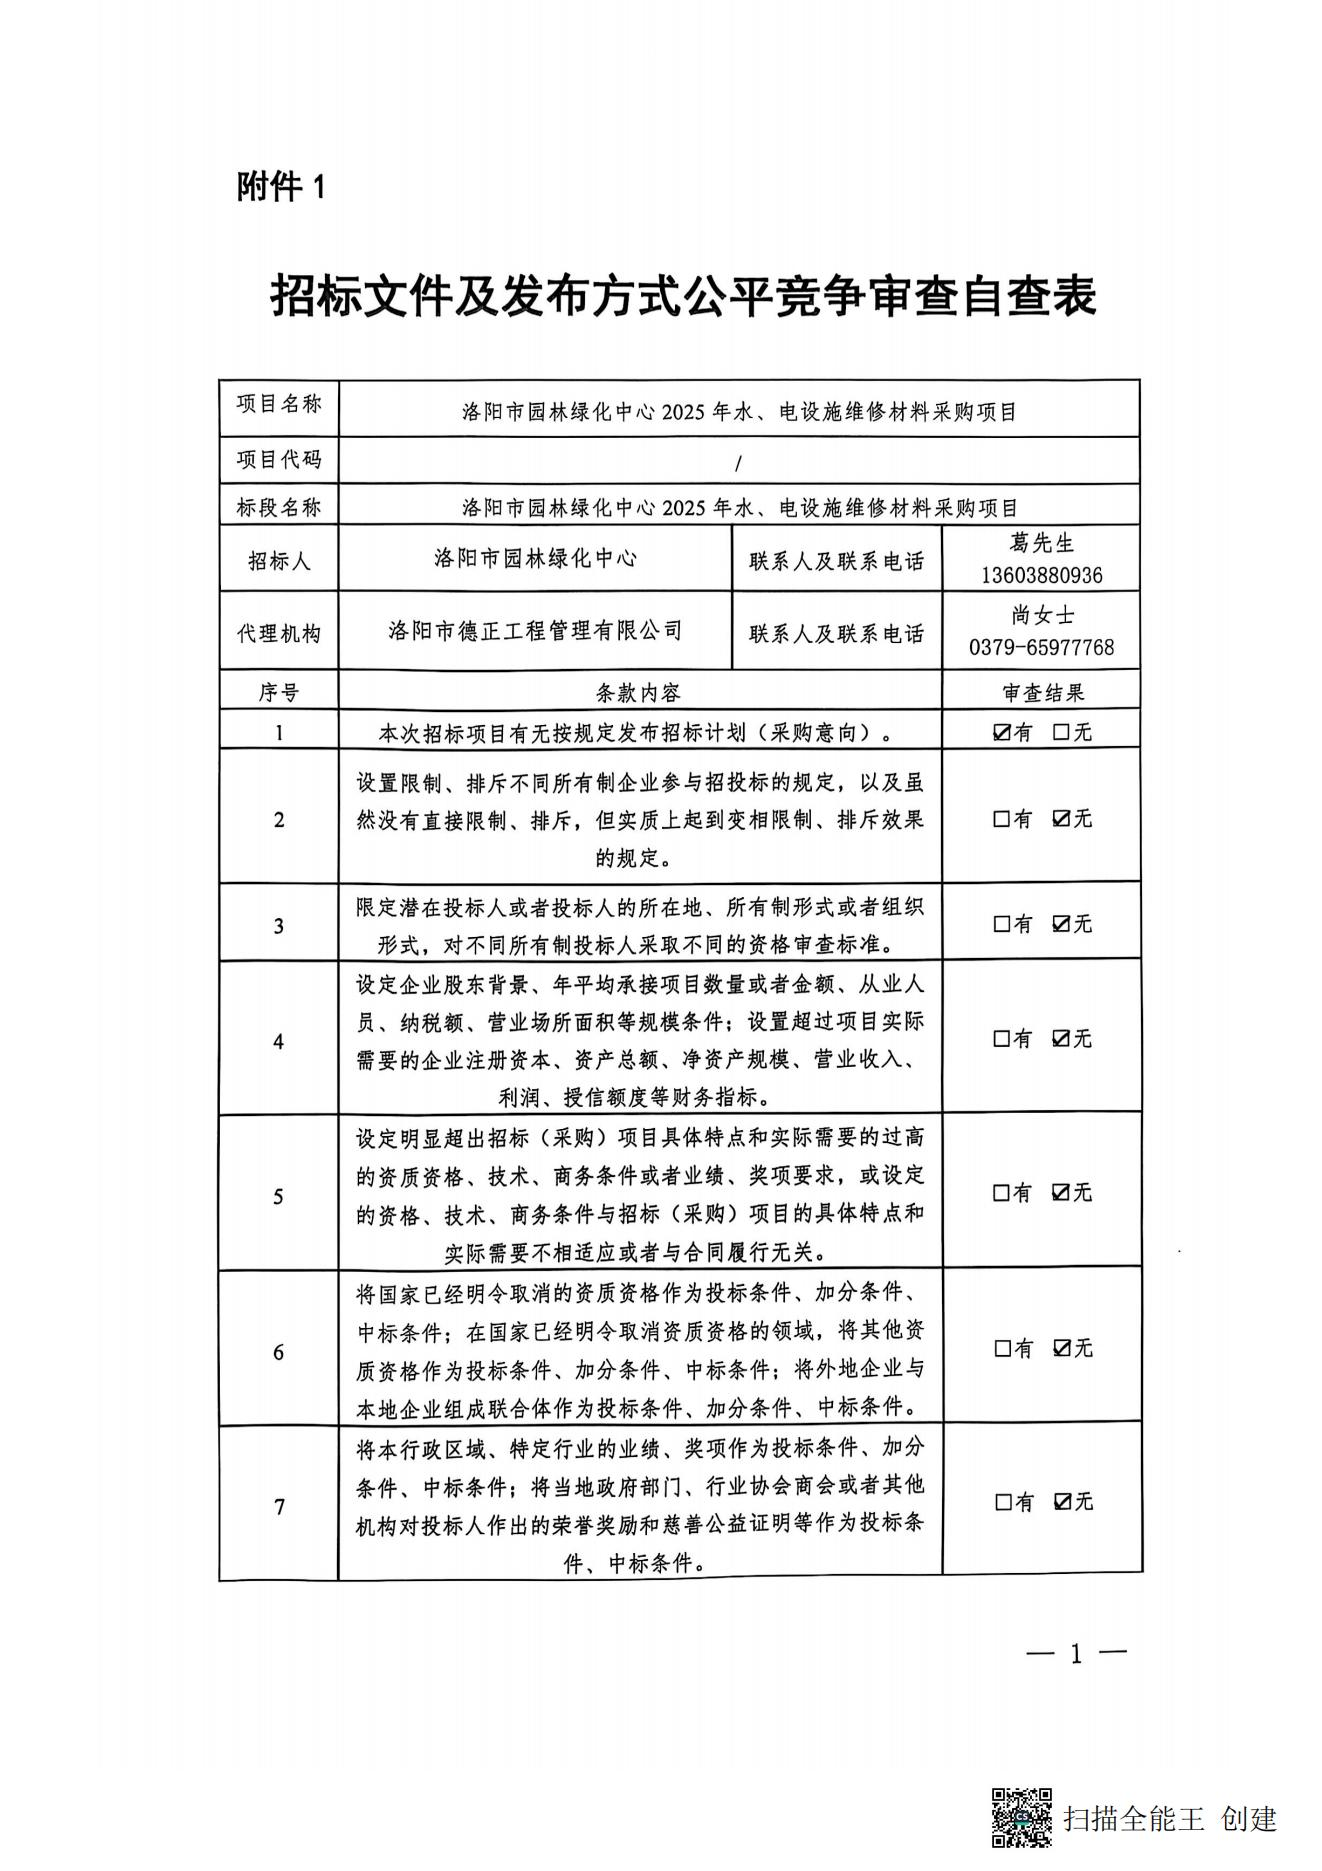 附件 1
招标文件及发布方式公平竞争审查自查表
项目名称 洛阳市园林绿化中心 2025 年水、电设施维修材料采购项目
项目代码 /
标段名称 洛阳市园林绿化中心 2025 年水、电设施维修材料采购项目
招标人 洛阳市园林绿化中心 联系人及联系电话 葛先生
13603880936
代理机构 洛阳市德正工程管理有限公司 联系人及联系电话 尚女士
0379-65977768
序号 条款内容 审查结果
1 本次招标项目有无按规定发布招标计划（采购意向）。 ☑有 □无
设置限制、排斥不同所有制企业参与招投标的规定，以及虽
2 然没有直接限制、排斥，但实质上起到变相限制、排斥效果 □有 ☑无
的规定。
限定潜在投标人或者投标人的所在地、所有制形式或者组织
3 形式，对不同所有制投标人采取不同的资格审查标准。 □有 ☑无
设定企业股东背景、年平均承接项目数量或者金额、从业人
员、纳税额、营业场所面积等规模条件；设置超过项目实际
4 需要的企业注册资本、资产总额、净资产规模、营业收入、 □有 ☑无
利润、授信额度等财务指标。
设定明显超出招标（采购）项目具体特点和实际需要的过高
的资质资格、技术、商务条件或者业绩、奖项要求，或设定
5 的资格、技术、商务条件与招标（采购）项目的具体特点和 □有 ☑无
实际需要不相适应或者与合同履行无关。
将国家已经明令取消的资质资格作为投标条件、加分条件、
中标条件；在国家已经明令取消资质资格的领域，将其他资
6 质资格作为投标条件、加分条件、中标条件；将外地企业与 □有 ☑无
本地企业组成联合体作为投标条件、加分条件、中标条件。
将本行政区域、特定行业的业绩、奖项作为投标条件、加分
条件、中标条件；将当地政府部门、行业协会商会或者其他
7 机构对投标人作出的荣誉奖励和慈善公益证明等作为投标条 □有 ☑无
件、中标条件。
— 1 —
扫描全能王 创建